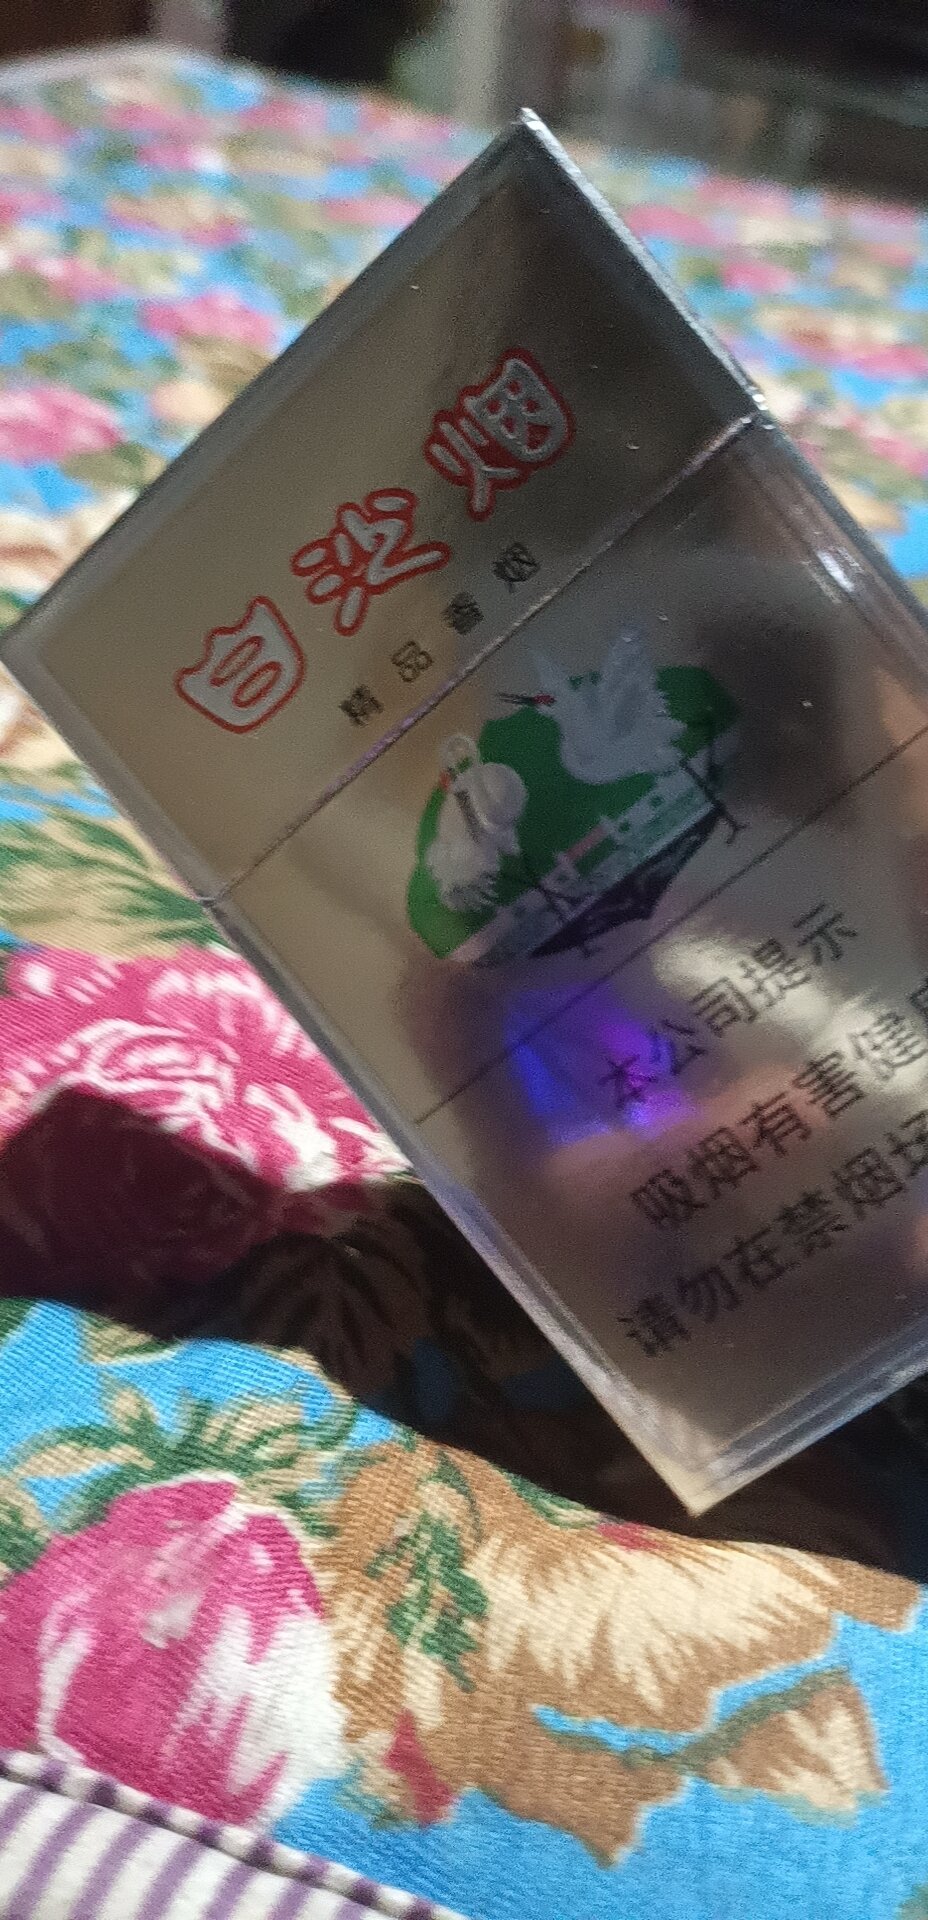 白沙烟
精品香烟
本公司提示
吸烟有害健康
请勿在禁烟场